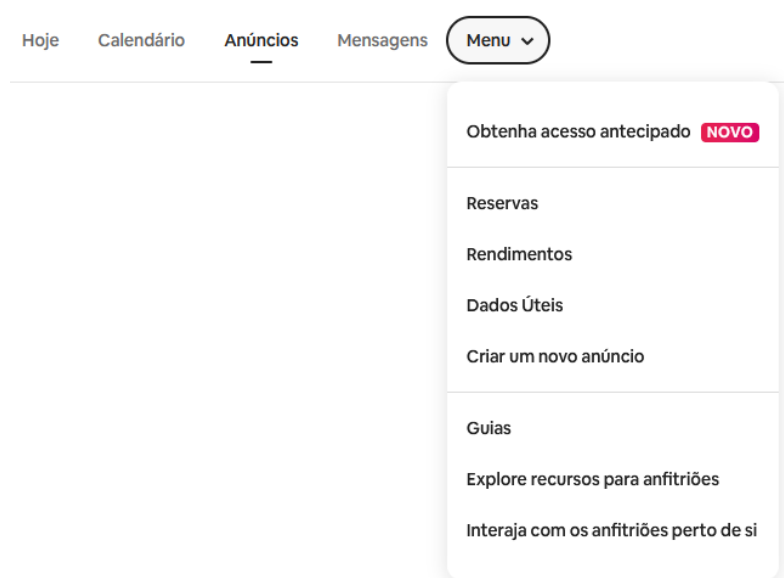 Hoje Calendário Anúncios Mensagens Menu
Obtenha acesso antecipado NOVO
Reservas
Rendimentos
Dados Úteis
Criar um novo anúncio
Guias
Explore recursos para anfitriões
Interaja com os anfitriões perto de si